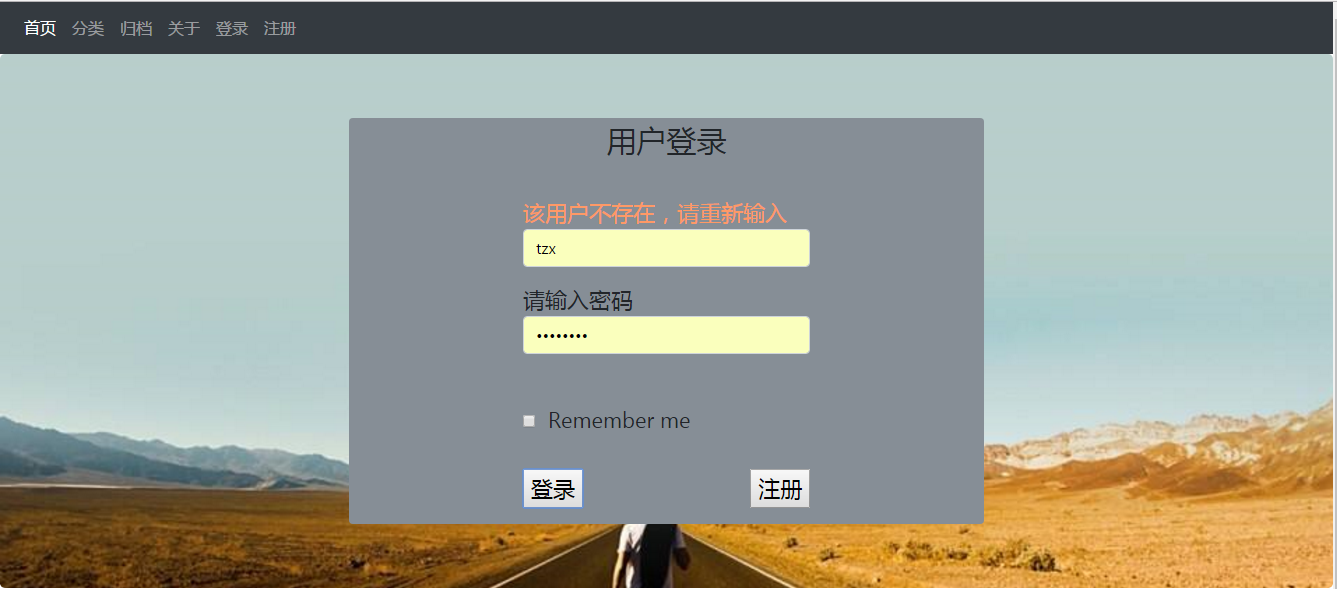 首页 分类 归档 关于 登录 注册
用户登录
该用户不存在，请重新输入
tzx
请输入密码
••••••••
Remember me
登录 注册